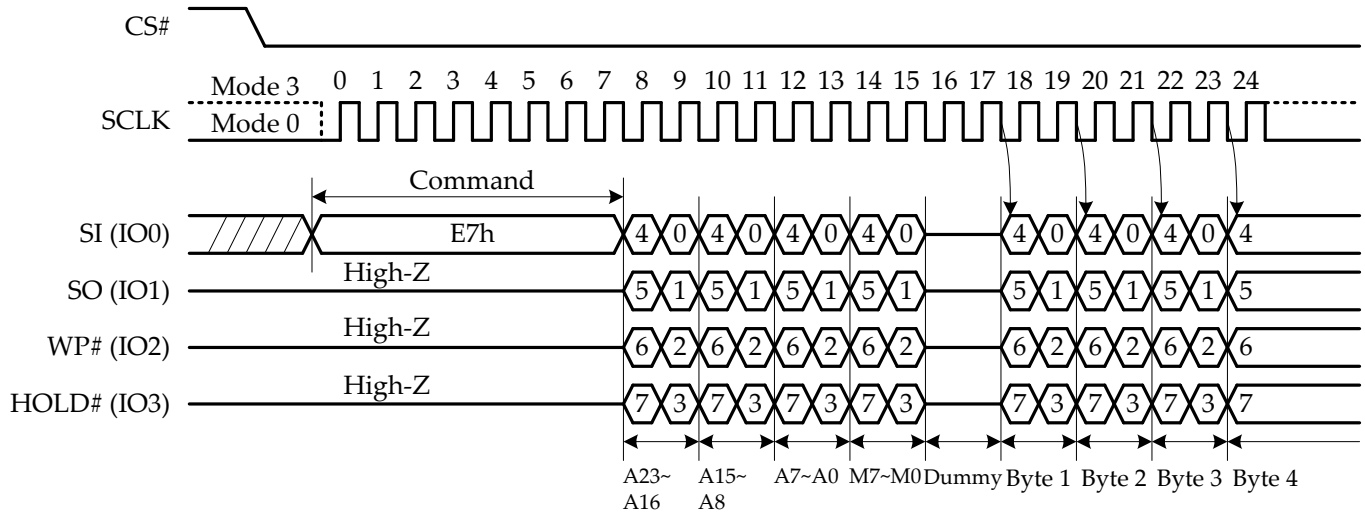 CS#
0 1 2 3 4 5 6 7 8 9 10 11 12 13 14 15 16 17 18 19 20 21 22 23 24
Mode 3
SCLK
Mode 0
Command
SI (IO0) E7h 4 0 4 0 4 0 4 0 4 0 4 0 4 0 4
High-Z
SO (IO1) 5 1 5 1 5 1 5 1 5 1 5 1 5 1 5
High-Z
WP# (IO2) 6 2 6 2 6 2 6 2 6 2 6 2 6 2 6
High-Z
HOLD# (IO3) 7 3 7 3 7 3 7 3 7 3 7 3 7 3 7
A23~ A15~ A7~A0 M7~M0 Dummy Byte 1 Byte 2 Byte 3 Byte 4
A16 A8